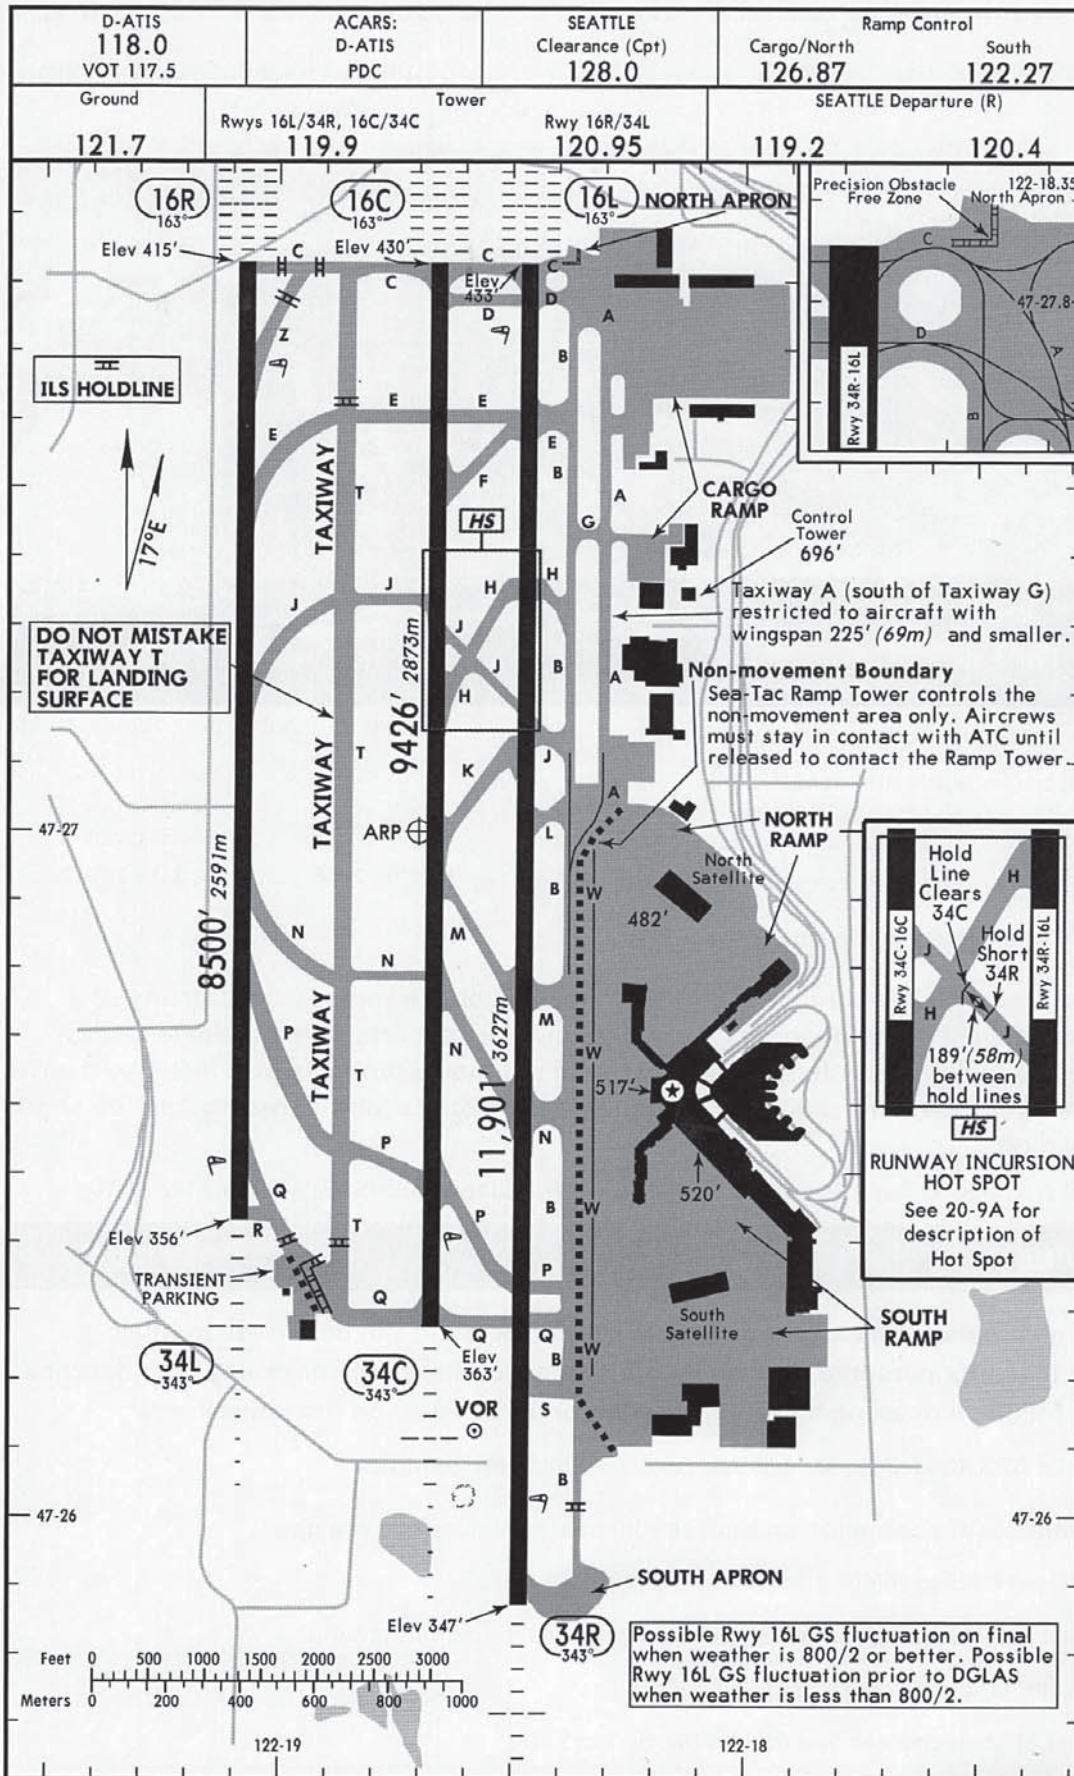 D-ATIS
118.0
VOT 117.5
ACARS:
D-ATIS
PDC
SEATTLE
Clearance (Cpt)
128.0
Ramp Control
Cargo/North
126.87
South
122.27
Ground
121.7
Tower
Rwys 16L/34R, 16C/34C
119.9
Rwy 16R/34L
120.95
SEATTLE Departure (R)
119.2
120.4
16R
163°
16C
163°
16L
163°
NORTH APRON
Elev 415'
Elev 430'
Elev
433'
C
C
C
C
D
D
A
B
Z
Precision Obstacle
Free Zone
122-18.35
North Apron
C
47-27.8
D
A
B
Rwy 34R-16L
ILS HOLDLINE
17°E
E
E
E
E
B
F
T
TAXIWAY
A
G
HS
CARGO
RAMP
Control
Tower
696'
Taxiway A (south of Taxiway G)
restricted to aircraft with
wingspan 225' (69m) and smaller.
J
J
H
H
J
J
H
B
A
DO NOT MISTAKE
TAXIWAY T
FOR LANDING
SURFACE
9426' 2873m
Non-movement Boundary
Sea-Tac Ramp Tower controls the
non-movement area only. Aircrews
must stay in contact with ATC until
released to contact the Ramp Tower.
TAXIWAY
T
K
J
A
ARP
L
47-27
NORTH
RAMP
North
Satellite
482'
8500' 2591m
B
W
N
N
M
M
Hold
Line
Clears
34C
H
Rwy 34C-16C
J
Hold
Short
34R
Rwy 34R-16L
H
J
189' (58m)
between
hold lines
HS
RUNWAY INCURSION
HOT SPOT
See 20-9A for
description of
Hot Spot
P
TAXIWAY
T
N
11,901' 3627m
W
517'
P
N
520'
Q
R
T
P
B
W
Elev 356'
TRANSIENT
PARKING
P
Q
South
Satellite
SOUTH
RAMP
34L
343°
34C
343°
Elev
363'
Q
Q
B
W
VOR
S
B
47-26
47-26
SOUTH APRON
Elev 347'
34R
343°
Possible Rwy 16L GS fluctuation on final
when weather is 800/2 or better. Possible
Rwy 16L GS fluctuation prior to DGLAS
when weather is less than 800/2.
Feet 0 500 1000 1500 2000 2500 3000
Meters 0 200 400 600 800 1000
122-19
122-18